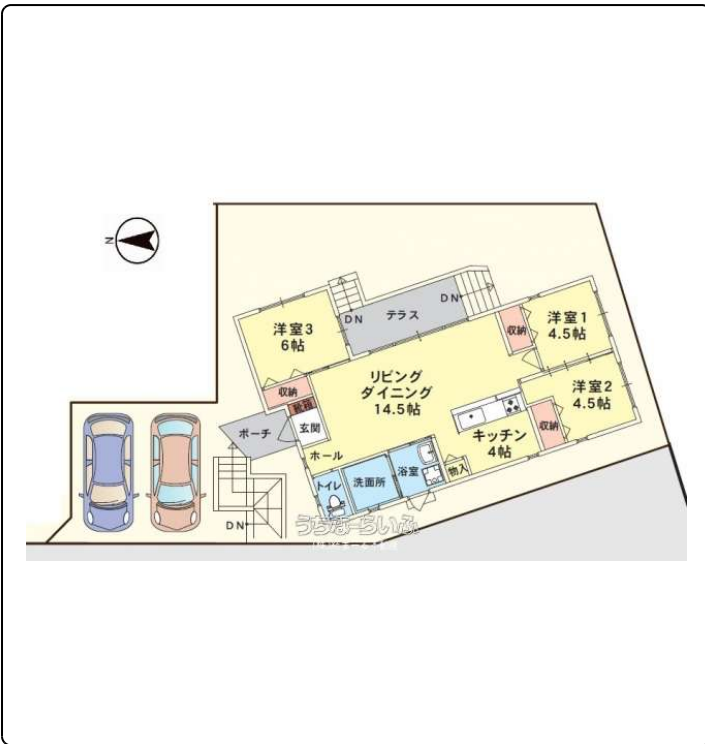 N
DN
テラス
DN
洋室1
4.5帖
収納
洋室3
6帖
リビング
ダイニング
14.5帖
洋室2
4.5帖
収納
靴箱
玄関
ポーチ
ホール
キッチン
4帖
収納
トイレ
洗面所
浴室
物入
DN
うちなーらいふ